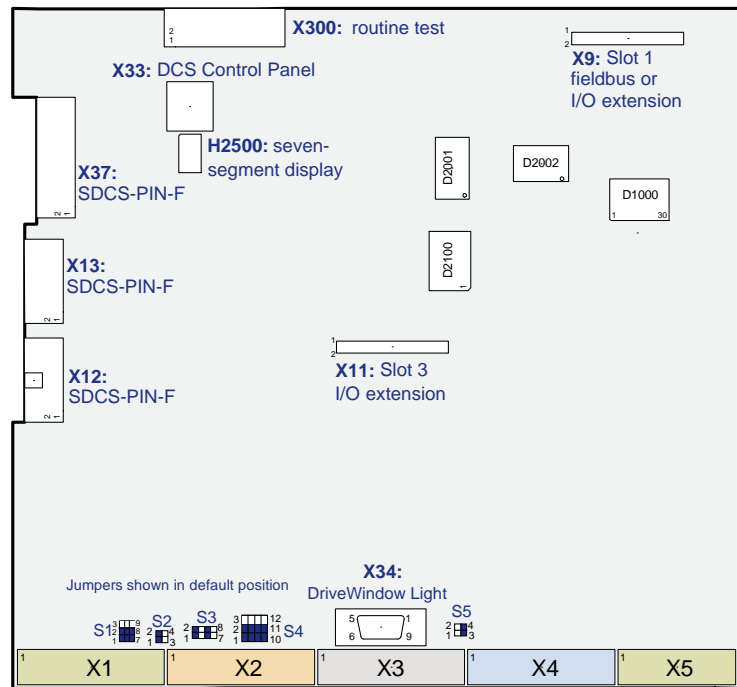 2
1
X300: routine test
1
2
X9: Slot 1
fieldbus or
I/O extension
X33: DCS Control Panel
H2500: seven-
segment display
X37:
SDCS-PIN-F
2 1
D2001
D2002
D1000
1 30
X13:
SDCS-PIN-F
2 1
D2100
1
1
2
X11: Slot 3
I/O extension
X12:
SDCS-PIN-F
2 1
Jumpers shown in default position
X34:
DriveWindow Light
S1
3 9
2 8
1 7
S2
2 4
1 3
S3
2 8
1 7
3 12
2 11
1 10
S4
5 1
6 9
S5
2 4
1 3
1 X1
1 X2
1 X3
1 X4
1 X5